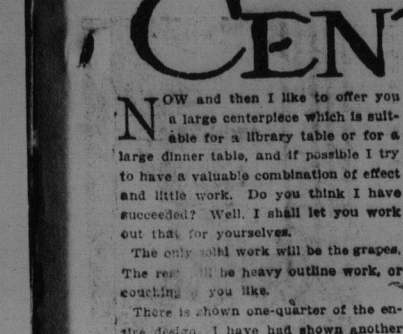 CEN
NOW and then I like to offer you
a large centerpiece which is suit-
able for a library table or for a
large dinner table, and if possible I try
to have a valuable combination of effect
and little work. Do you think I have
succeeded? Well, I shall let you work
out that for yourselves.
The only work will be the grapes.
The be heavy outline work, or
couching you like.
There is shown one-quarter of the en-
design. I have had shown another